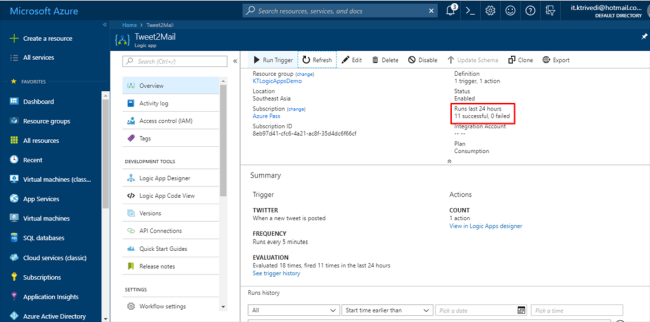 Microsoft Azure
Search resources, services, and docs
3
it.ktrivedi@hotmail.co...
DEFAULT DIRECTORY
Create a resource
All services
FAVORITES
Dashboard
Resource groups
All resources
Recent
Virtual machines (clas...
App Services
Virtual machines
SQL databases
Cloud services (classic)
Subscriptions
Application Insights
Azure Active Directory
Home > Tweet2Mail
Tweet2Mail
Logic app
Search (Ctrl+/)
Overview
Activity log
Access control (IAM)
Tags
DEVELOPMENT TOOLS
Logic App Designer
Logic App Code View
Versions
API Connections
Quick Start Guides
Release notes
SETTINGS
Workflow settings
Run Trigger
Refresh
Edit
Delete
Disable
Update Schema
Clone
Export
Resource group (change)
KTLogicAppsDemo
Location
Southeast Asia
Subscription (change)
Azure Pass
Subscription ID
8eb97d41-cfc6-4a21-ac8f-35d4dc6f66cf
Definition
1 trigger, 1 action
Status
Enabled
Runs last 24 hours
11 successful, 0 failed
Integration Account
-- --
Plan
Consumption
Summary
Trigger
TWITTER
When a new tweet is posted
FREQUENCY
Runs every 5 minutes
EVALUATION
Evaluated 18 times, fired 11 times in the last 24 hours
See trigger history
Actions
COUNT
1 action
View in Logic Apps designer
Runs history
All
Start time earlier than
Pick a date
Pick a time